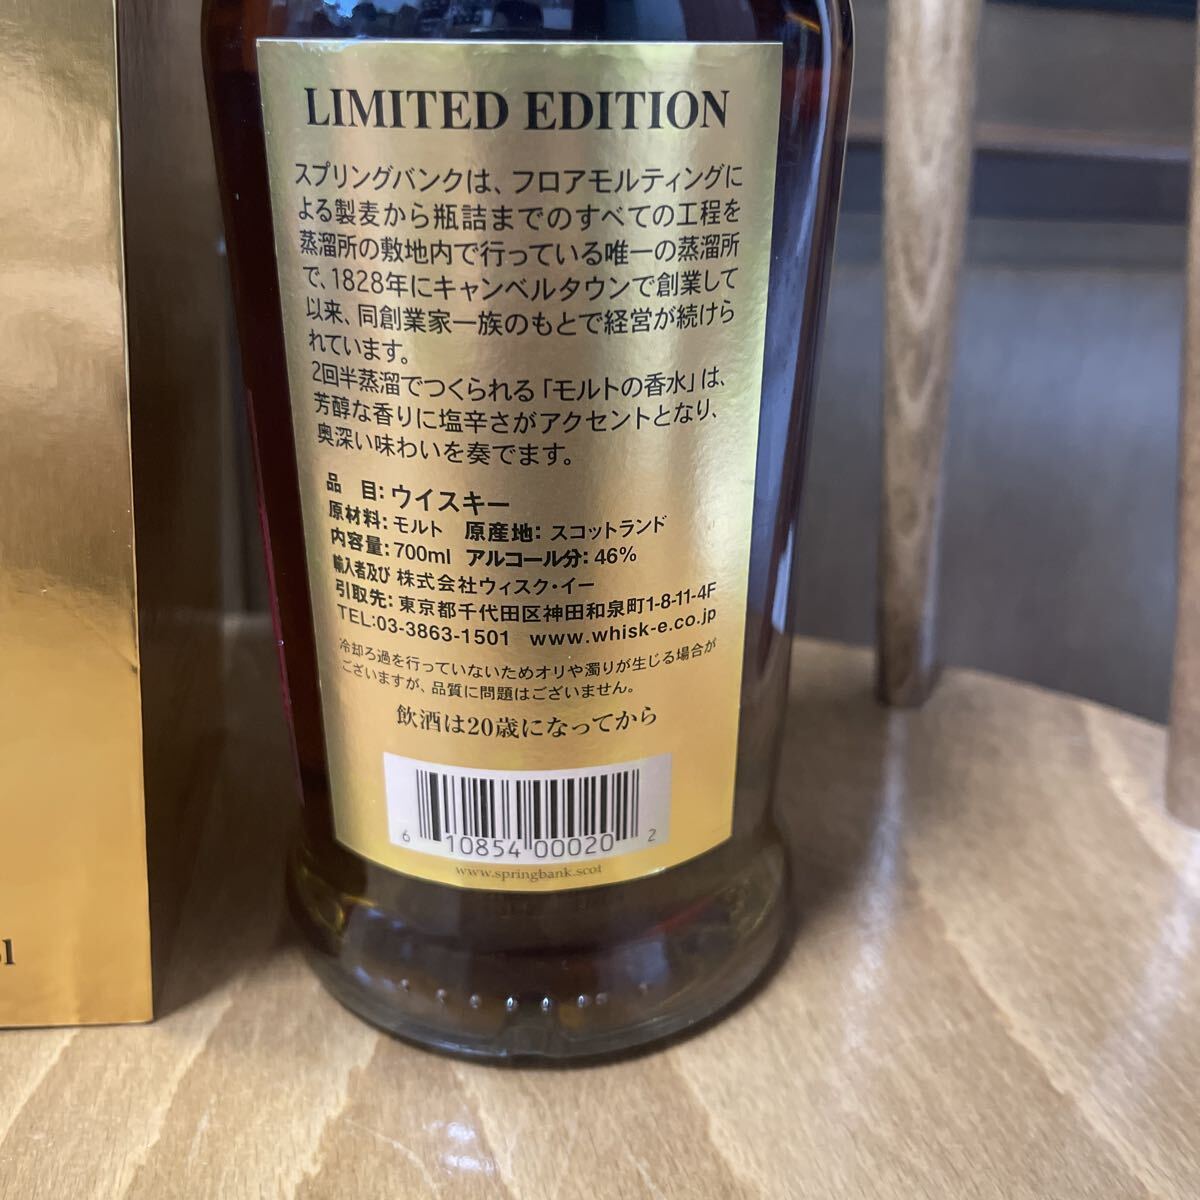 LIMITED EDITION
スプリングバンクは、フロアモルティングに
よる製麦から瓶詰までのすべての工程を
蒸溜所の敷地内で行っている唯一の蒸溜所
で、1828年にキャンベルタウンで創業して
以来、同創業家一族のもとで経営が続けら
れています。
2回半蒸溜でつくられる「モルトの香水」は、
芳醇な香りに塩辛さがアクセントとなり、
奥深い味わいを奏でます。
品 目: ウイスキー
原材料: モルト 原産地: スコットランド
内容量: 700ml アルコール分: 46%
輸入者及び 株式会社ウィスク・イー
引取先: 東京都千代田区神田和泉町1-8-11-4F
TEL:03-3863-1501 www.whisk-e.co.jp
冷却ろ過を行っていないためオリや濁りが生じる場合が
ございますが、品質に問題はございません。
飲酒は20歳になってから
6 10854 00020 2
www.springbank.scot